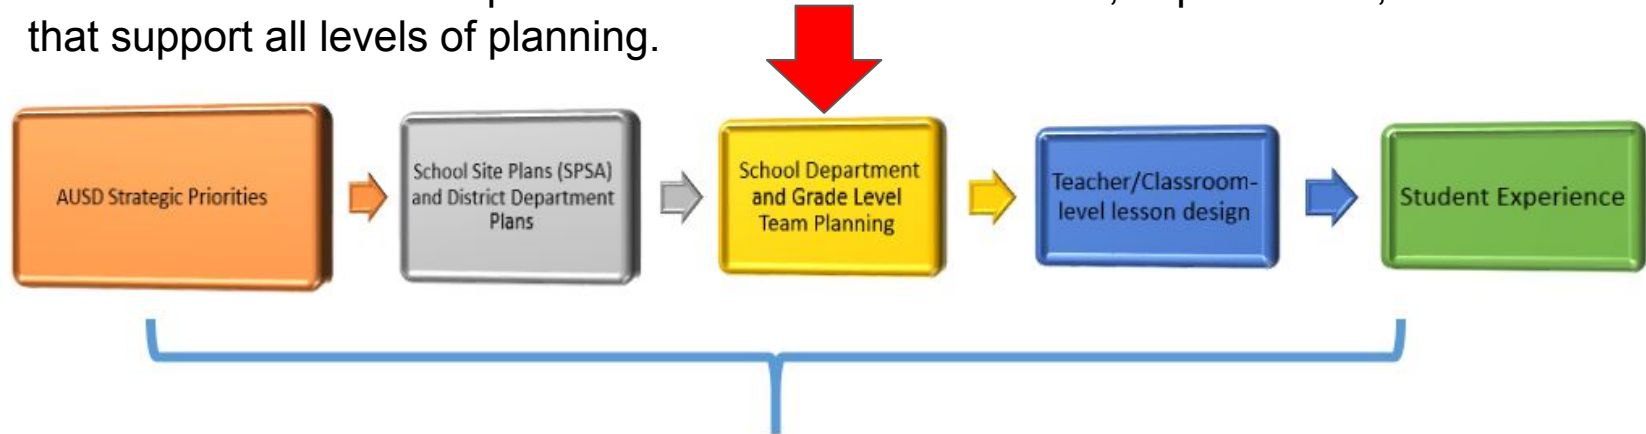 that support all levels of planning.
AUSD Strategic Priorities
School Site Plans (SPSA)
and District Department
Plans
School Department
and Grade Level
Team Planning
Teacher/Classroom-
level lesson design
Student Experience